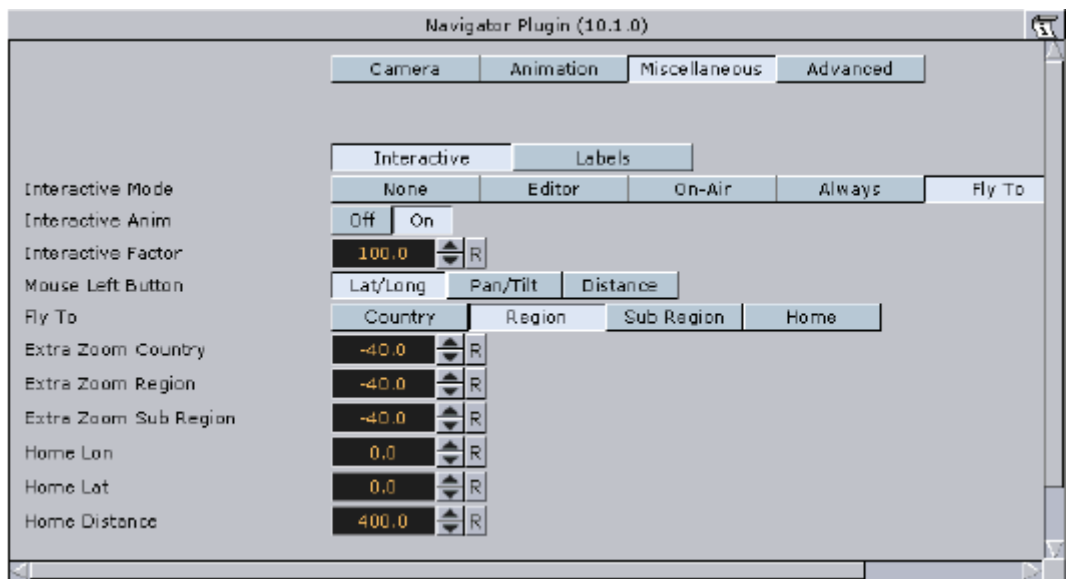 Navigator Plugin (10.1.0)
Camera Animation Miscellaneous Advanced
Interactive Labels
Interactive Mode None Editor On-Air Always Fly To
Interactive Anim Off On
Interactive Factor 100.0 R
Mouse Left Button Lat/Long Pan/Tilt Distance
Fly To Country Region Sub Region Home
Extra Zoom Country -40.0 R
Extra Zoom Region -40.0 R
Extra Zoom Sub Region -40.0 R
Home Lon 0.0 R
Home Lat 0.0 R
Home Distance 400.0 R